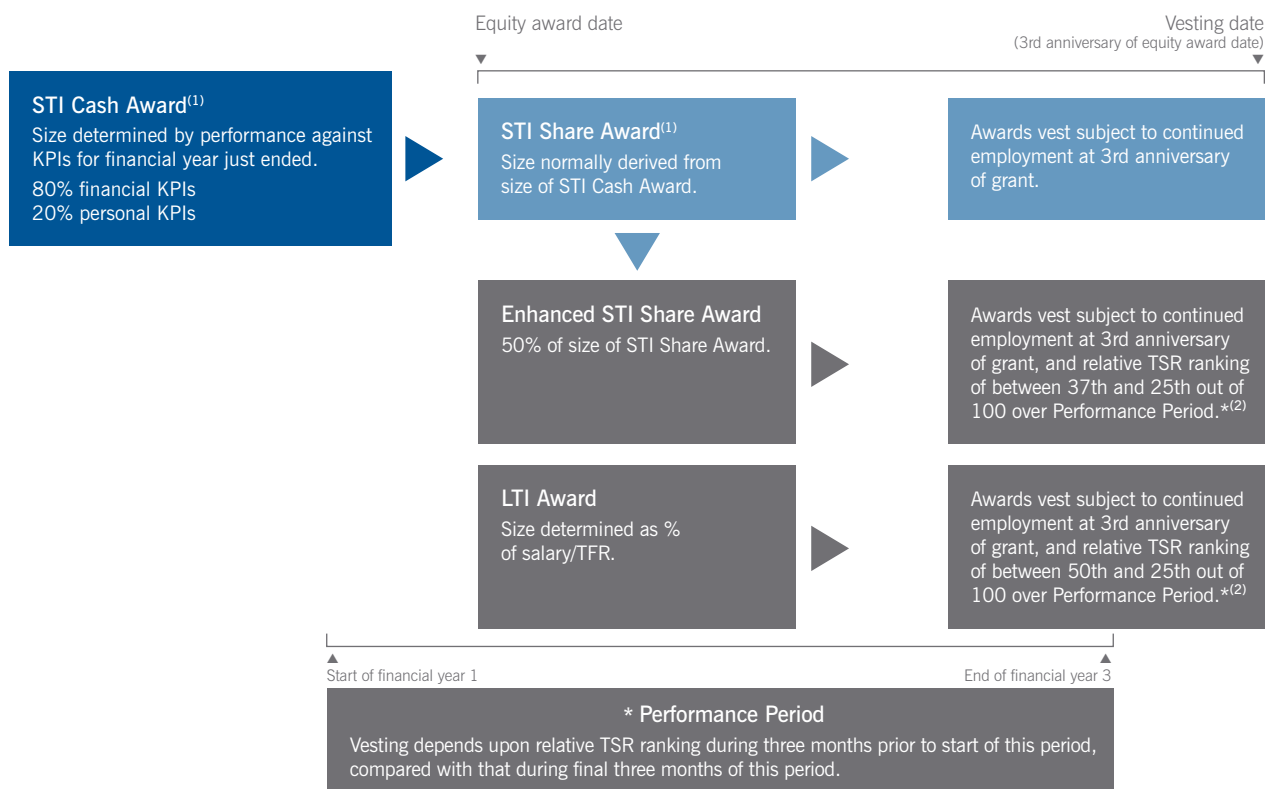 Equity award date
Vesting date
(3rd anniversary of equity award date)
STI Cash Award(1)
Size determined by performance against
KPIs for financial year just ended.
80% financial KPIs
20% personal KPIs
STI Share Award(1)
Size normally derived from
size of STI Cash Award.
Awards vest subject to continued
employment at 3rd anniversary
of grant.
Enhanced STI Share Award
50% of size of STI Share Award.
Awards vest subject to continued
employment at 3rd anniversary
of grant, and relative TSR ranking
of between 37th and 25th out of
100 over Performance Period.*(2)
LTI Award
Size determined as %
of salary/TFR.
Awards vest subject to continued
employment at 3rd anniversary
of grant, and relative TSR ranking
of between 50th and 25th out of
100 over Performance Period.*(2)
Start of financial year 1
End of financial year 3
* Performance Period
Vesting depends upon relative TSR ranking during three months prior to start of this period,
compared with that during final three months of this period.